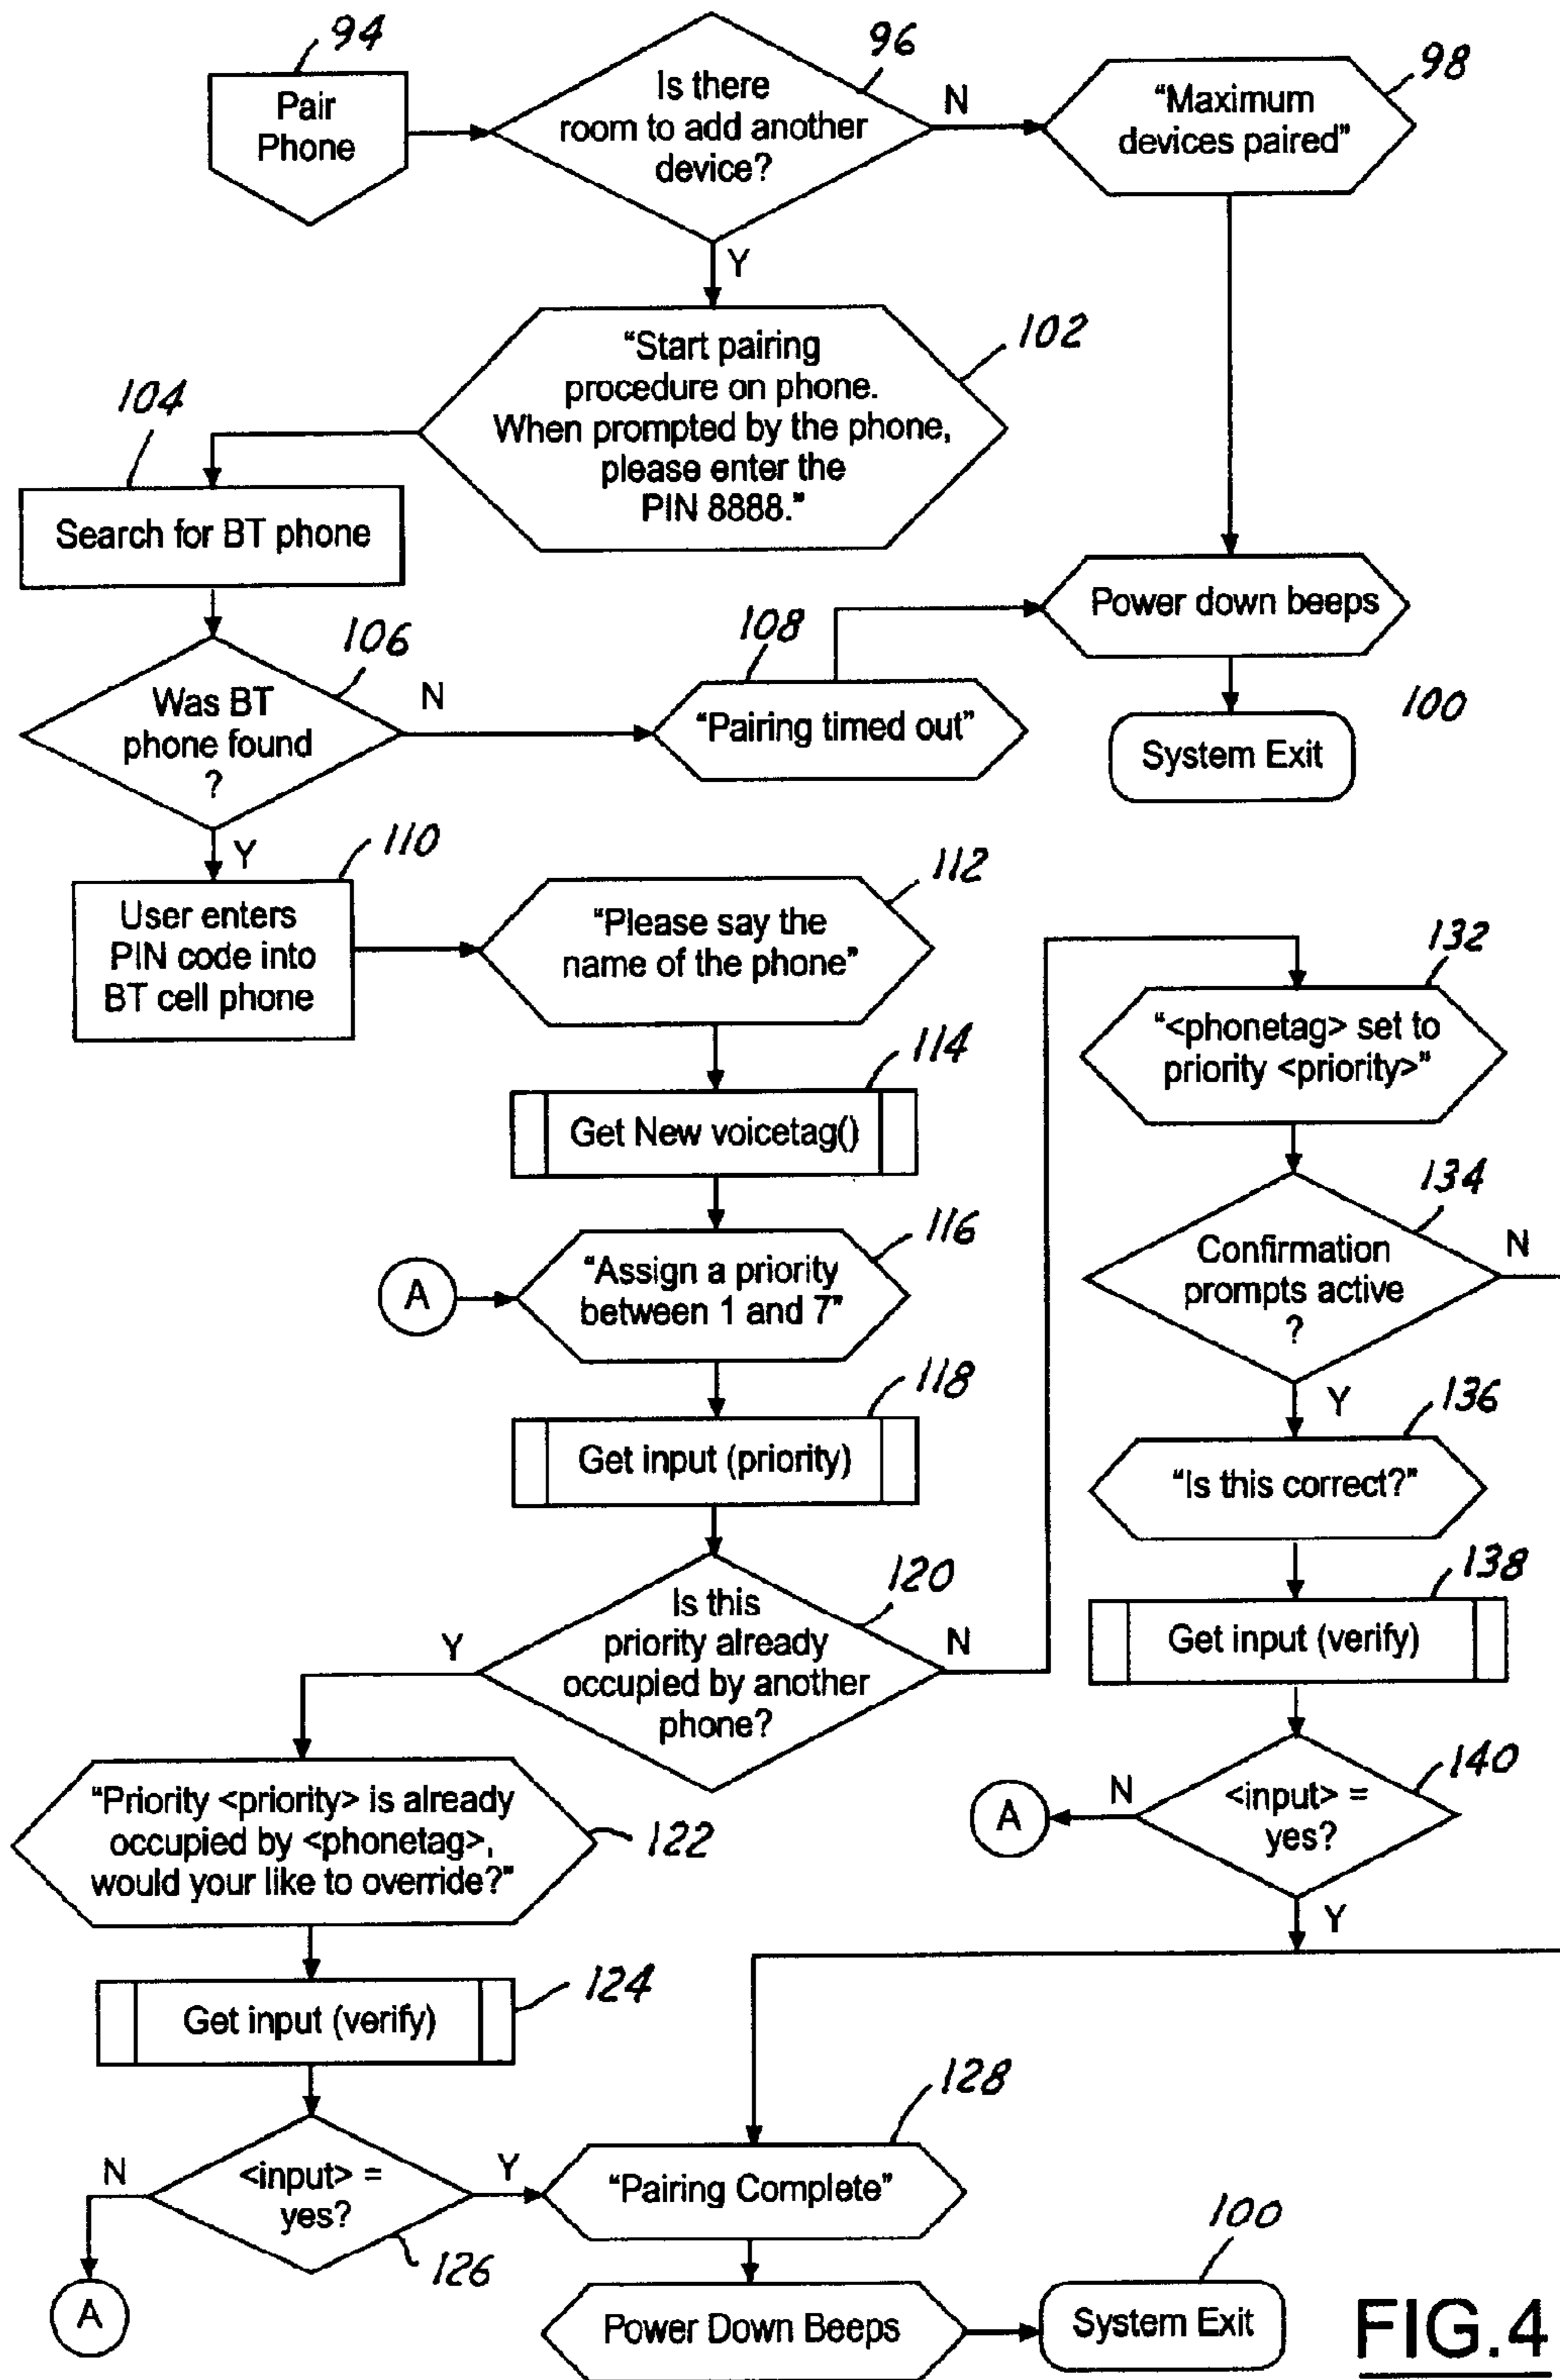 94
Pair
Phone
96
Is there
room to add another
device?
N
98
“Maximum
devices paired”
Y
102
“Start pairing
procedure on phone.
When prompted by the phone,
please enter the
PIN 8888.”
104
Search for BT phone
106
Was BT
phone found
?
N
108
“Pairing timed out”
Power down beeps
100
System Exit
Y
110
User enters
PIN code into
BT cell phone
112
“Please say the
name of the phone”
114
Get New voicetag()
A
116
“Assign a priority
between 1 and 7”
118
Get input (priority)
120
Is this
priority already
occupied by another
phone?
Y
N
122
“Priority <priority> is already
occupied by <phonetag>,
would your like to override?”
124
Get input (verify)
126
<input> =
yes?
N
Y
A
132
“<phonetag> set to
priority <priority>”
134
Confirmation
prompts active
?
N
Y
136
“Is this correct?”
138
Get input (verify)
140
<input> =
yes?
N
A
Y
128
“Pairing Complete”
Power Down Beeps
100
System Exit
FIG.4